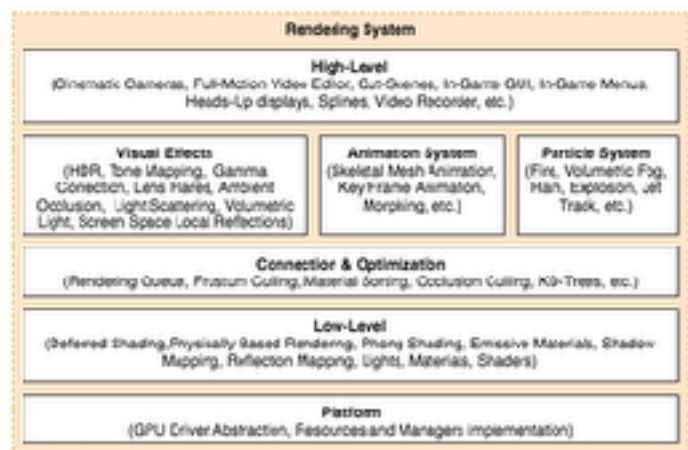 Rendering System
High-Level
(Cinematic Cameras, Full-Motion Video Editor, Cut-Scenes, In-Game GUI, In-Game Menus,
Heads-Up displays, Splines, Video Recorder, etc.)
Visual Effects
(HDR, Tone Mapping, Gamma
Correction, Lens Flares, Ambient
Occlusion, Light Scattering, Volumetric
Light, Screen Space Local Reflections)
Animation System
(Skeletal Mesh Animation,
Key Frame Animation,
Morphing, etc.)
Particle System
(Fire, Volumetric Fog,
Rain, Explosion, Jet
Track, etc.)
Connection & Optimization
(Rendering Queue, Frustum Culling, Material Sorting, Occlusion Culling, KD-Trees, etc.)
Low-Level
(Deferred Shading, Physically Based Rendering, Phong Shading, Emissive Materials, Shadow
Mapping, Reflection Mapping, Lights, Materials, Shaders)
Platform
(GPU Driver Abstraction, Resources and Managers implementation)